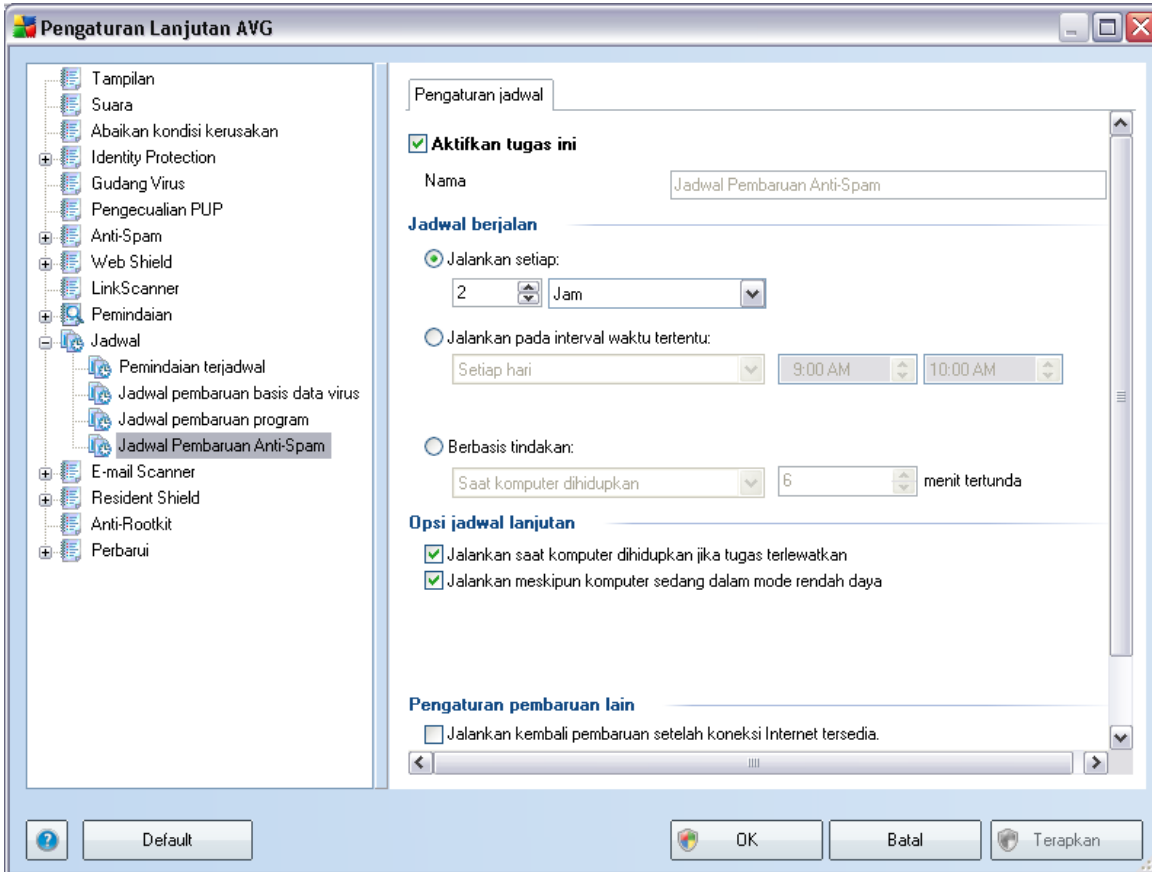 Pengaturan Lanjutan AVG
Tampilan
Suara
Abaikan kondisi kerusakan
Identity Protection
Gudang Virus
Pengecualian PUP
Anti-Spam
Web Shield
LinkScanner
Pemindaian
Jadwal
Pemindaian terjadwal
Jadwal pembaruan basis data virus
Jadwal pembaruan program
Jadwal Pembaruan Anti-Spam
E-mail Scanner
Resident Shield
Anti-Rootkit
Perbarui
Pengaturan jadwal
Aktifkan tugas ini
Nama Jadwal Pembaruan Anti-Spam
Jadwal berjalan
Jalankan setiap:
2 Jam
Jalankan pada interval waktu tertentu:
Setiap hari 9:00 AM 10:00 AM
Berbasis tindakan:
Saat komputer dihidupkan 6 menit tertunda
Opsi jadwal lanjutan
Jalankan saat komputer dihidupkan jika tugas terlewatkan
Jalankan meskipun komputer sedang dalam mode rendah daya
Pengaturan pembaruan lain
Jalankan kembali pembaruan setelah koneksi Internet tersedia.
? Default OK Batal Terapkan